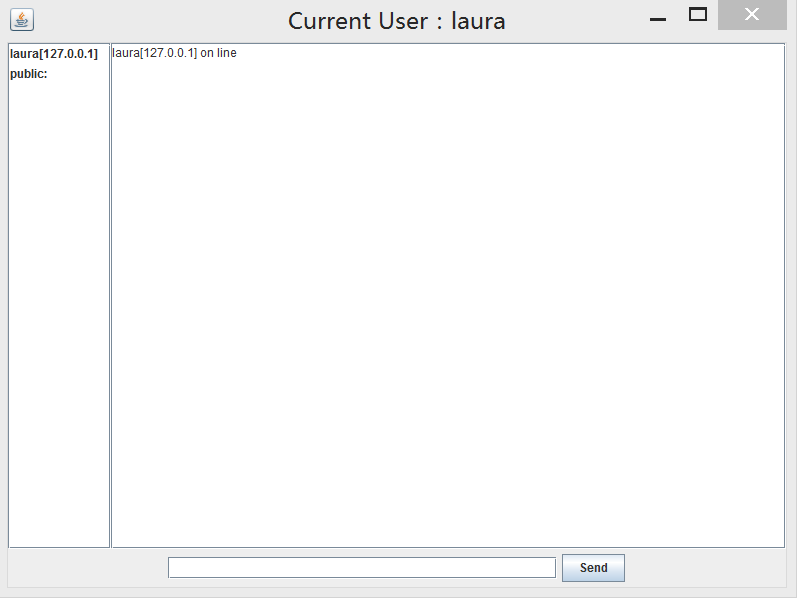 Current User : laura
laura[127.0.0.1]
public:
laura[127.0.0.1] on line
Send